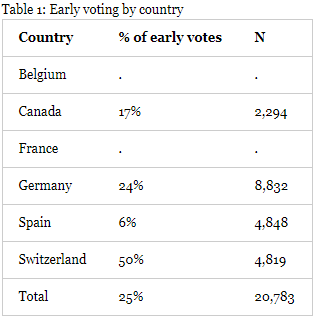 Table 1: Early voting by country
Country % of early votes N
Belgium . .
Canada 17% 2,294
France . .
Germany 24% 8,832
Spain 6% 4,848
Switzerland 50% 4,819
Total 25% 20,783